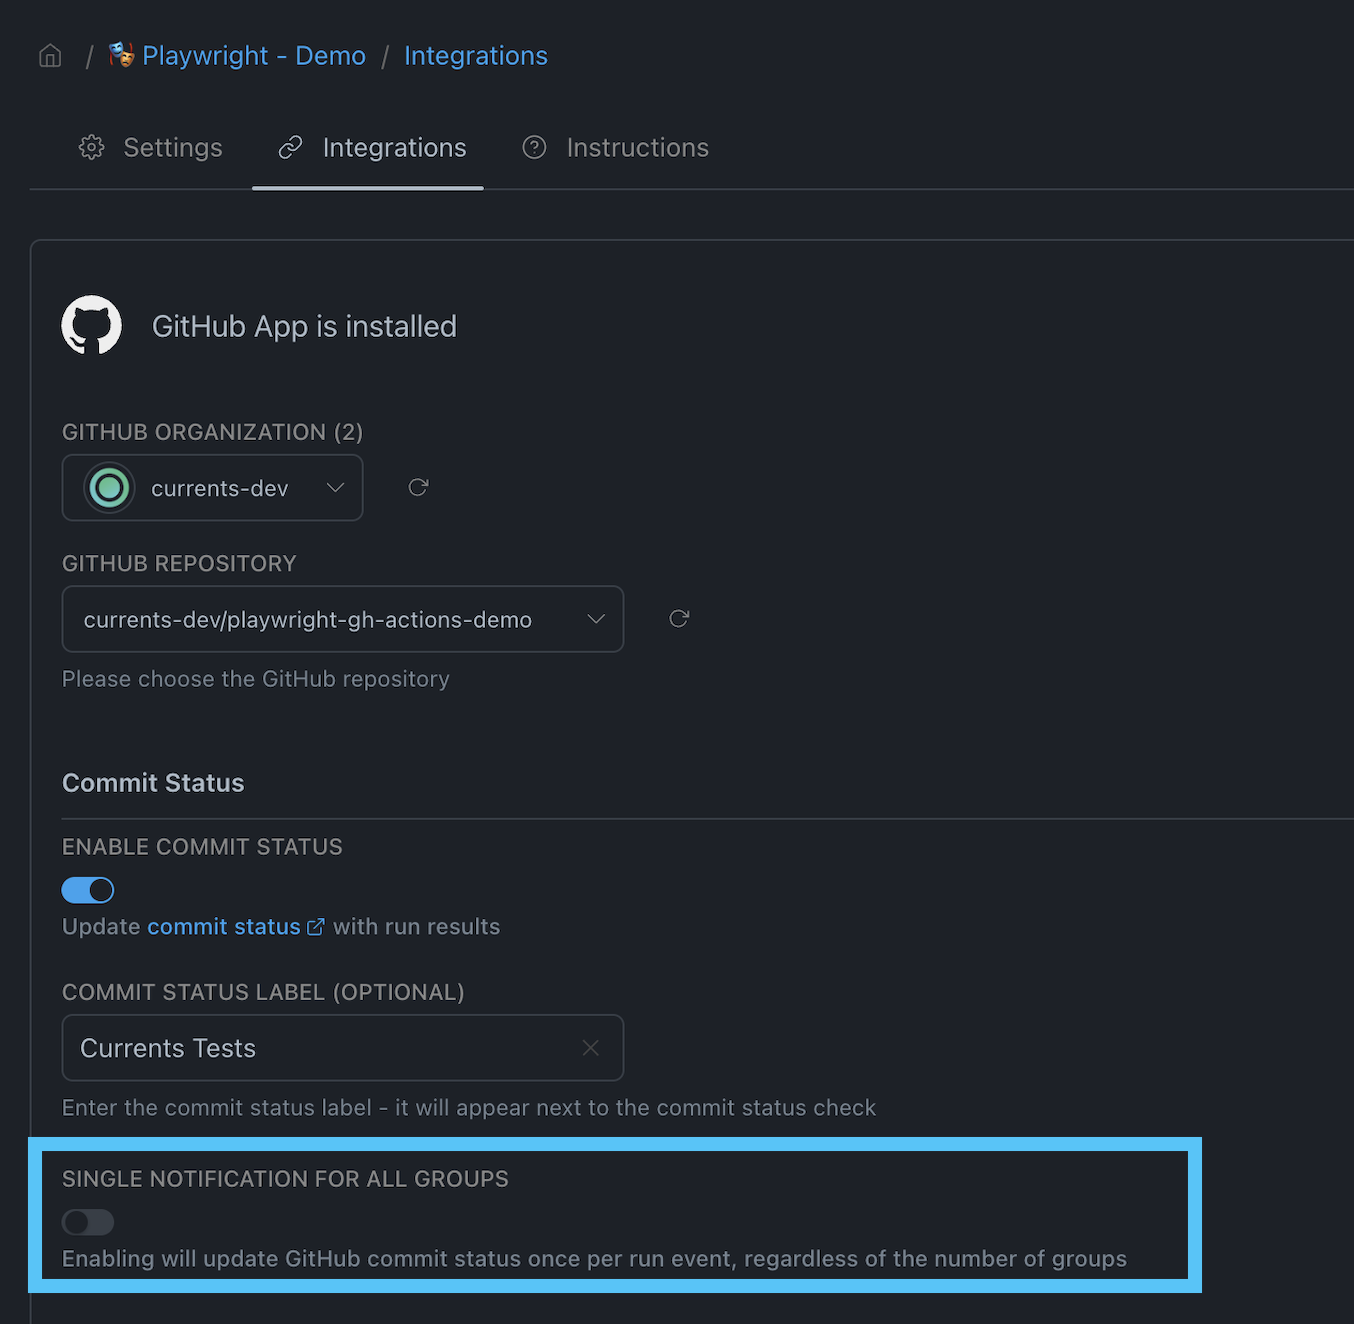 / Playwright - Demo / Integrations
Settings Integrations Instructions
GitHub App is installed
GITHUB ORGANIZATION (2)
currents-dev
GITHUB REPOSITORY
currents-dev/playwright-gh-actions-demo
Please choose the GitHub repository
Commit Status
ENABLE COMMIT STATUS
Update commit status with run results
COMMIT STATUS LABEL (OPTIONAL)
Currents Tests
Enter the commit status label - it will appear next to the commit status check
SINGLE NOTIFICATION FOR ALL GROUPS
Enabling will update GitHub commit status once per run event, regardless of the number of groups